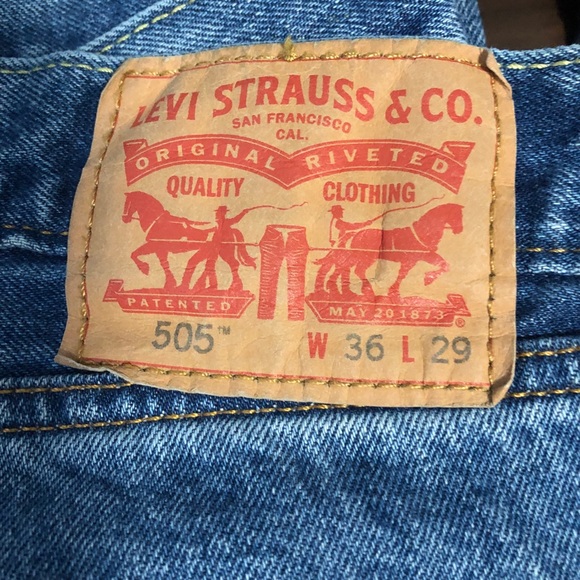 LEVI STRAUSS & CO.
SAN FRANCISCO
CAL.
ORIGINAL RIVETED
QUALITY CLOTHING
PATENTED MAY 20 1873 ®
505™ W 36 L 29